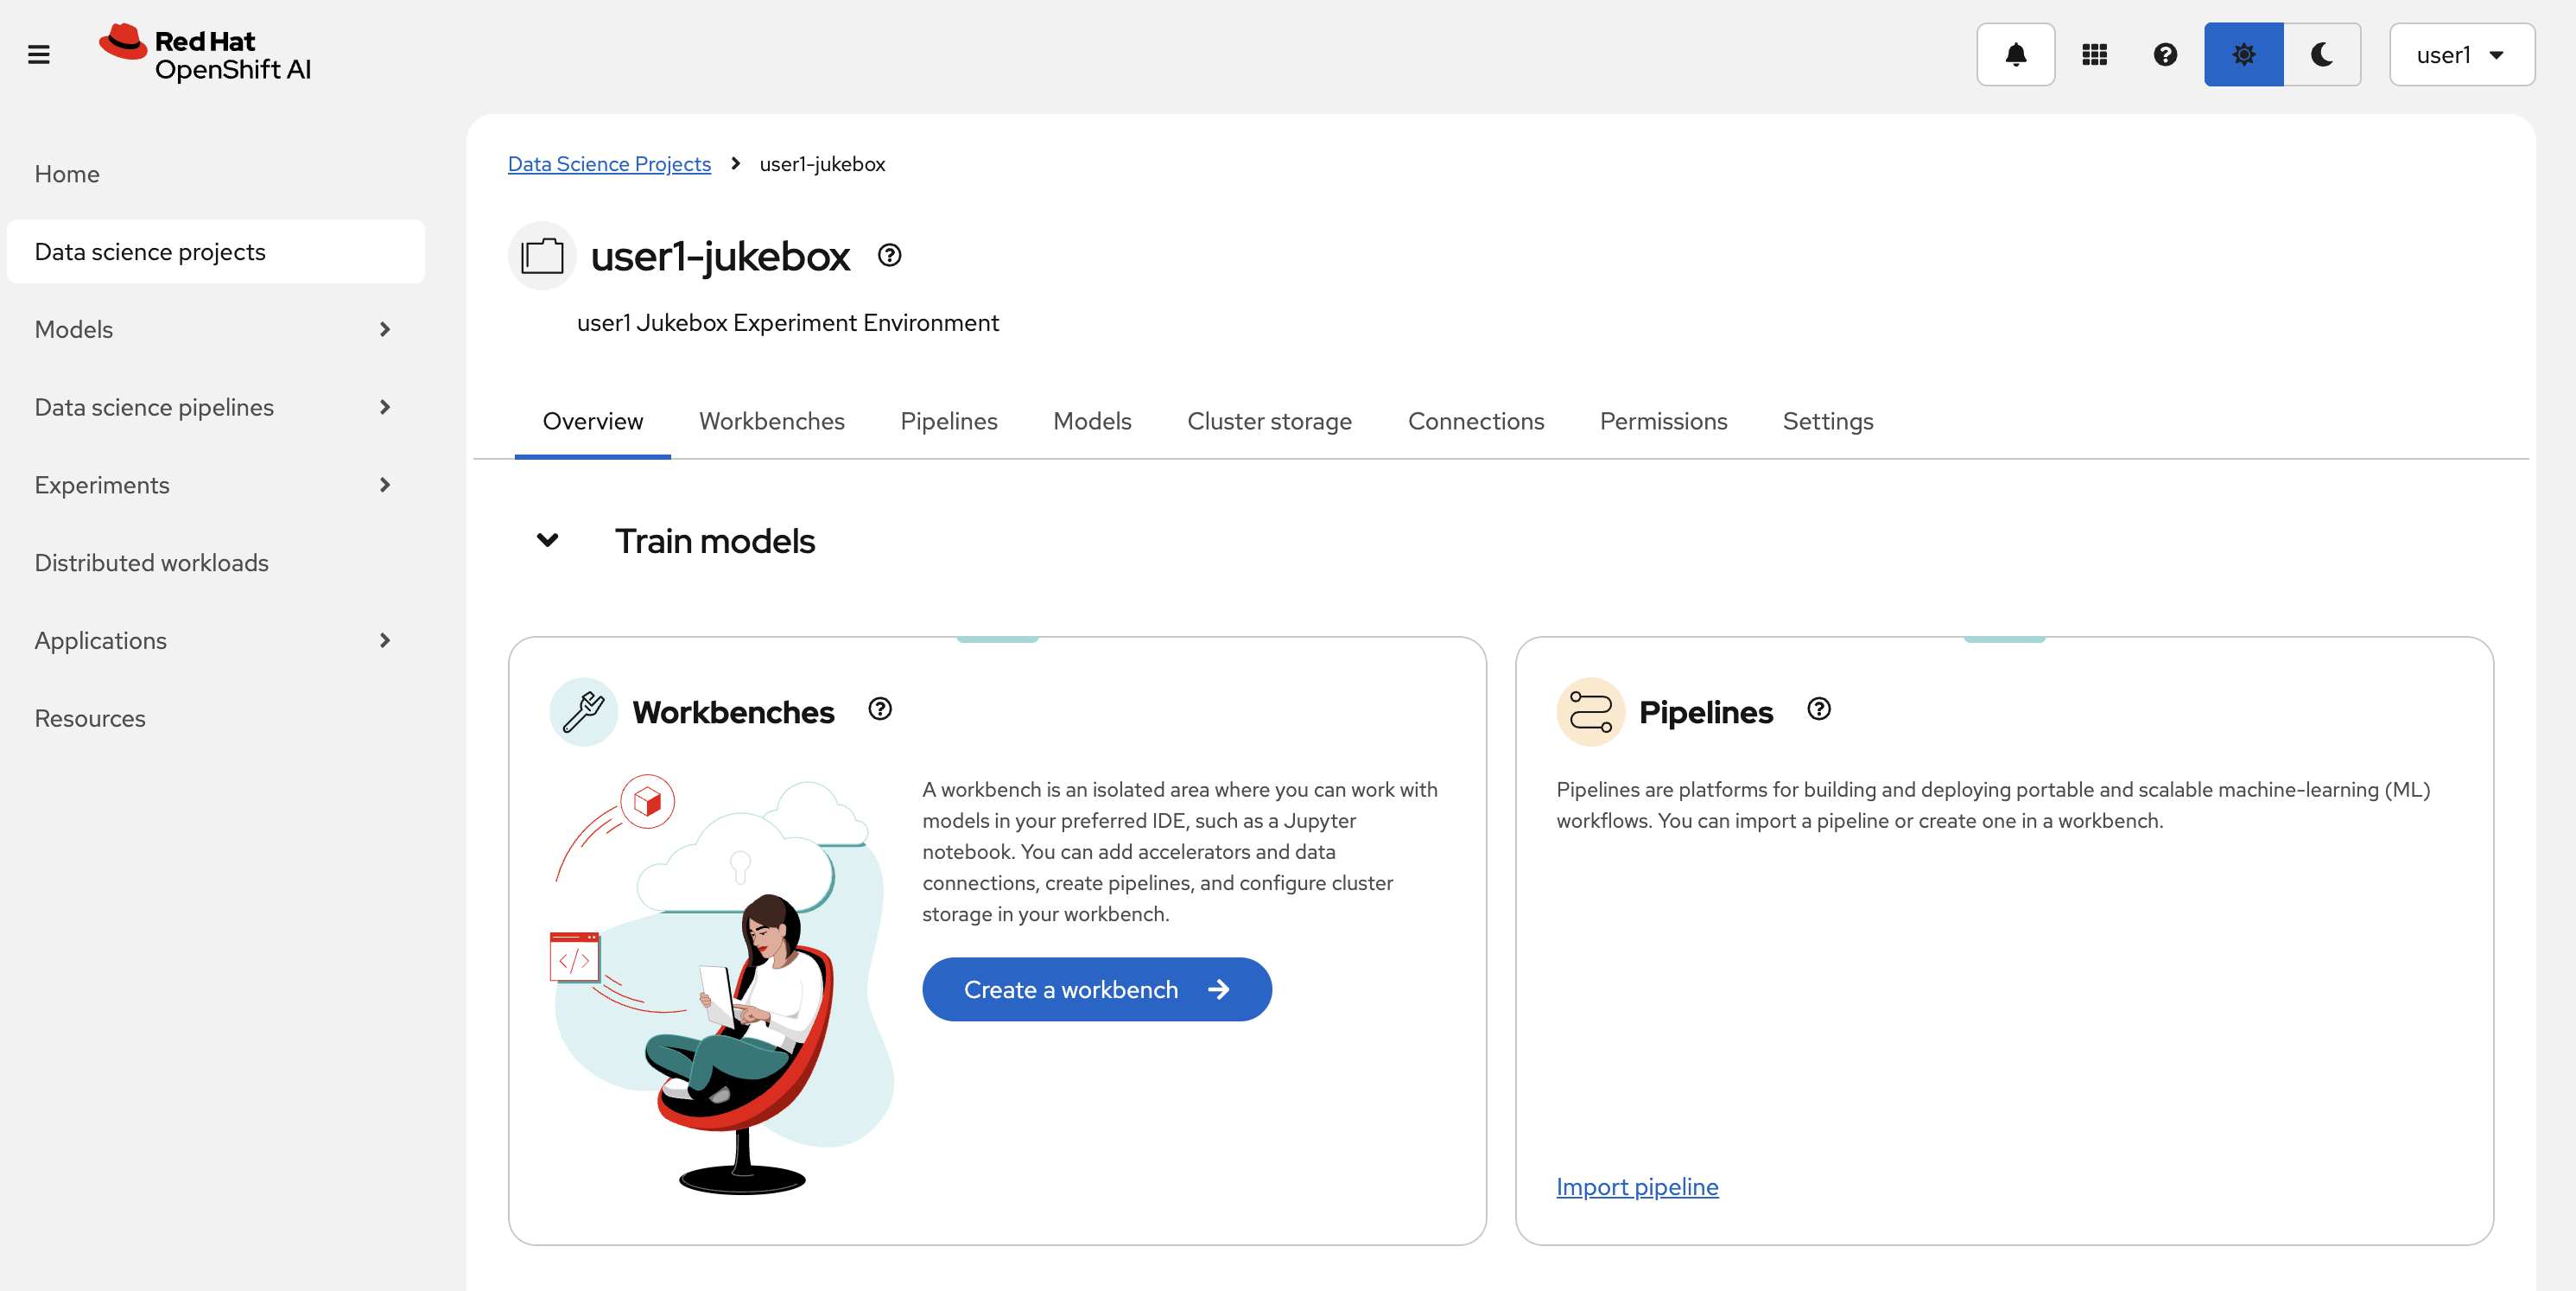 Red Hat
OpenShift AI
user1
Home
Data science projects
Models
Data science pipelines
Experiments
Distributed workloads
Applications
Resources
Data Science Projects > user1-jukebox
user1-jukebox
user1 Jukebox Experiment Environment
Overview Workbenches Pipelines Models Cluster storage Connections Permissions Settings
Train models
Workbenches
A workbench is an isolated area where you can work with
models in your preferred IDE, such as a Jupyter
notebook. You can add accelerators and data
connections, create pipelines, and configure cluster
storage in your workbench.
Create a workbench
Pipelines
Pipelines are platforms for building and deploying portable and scalable machine-learning (ML)
workflows. You can import a pipeline or create one in a workbench.
Import pipeline